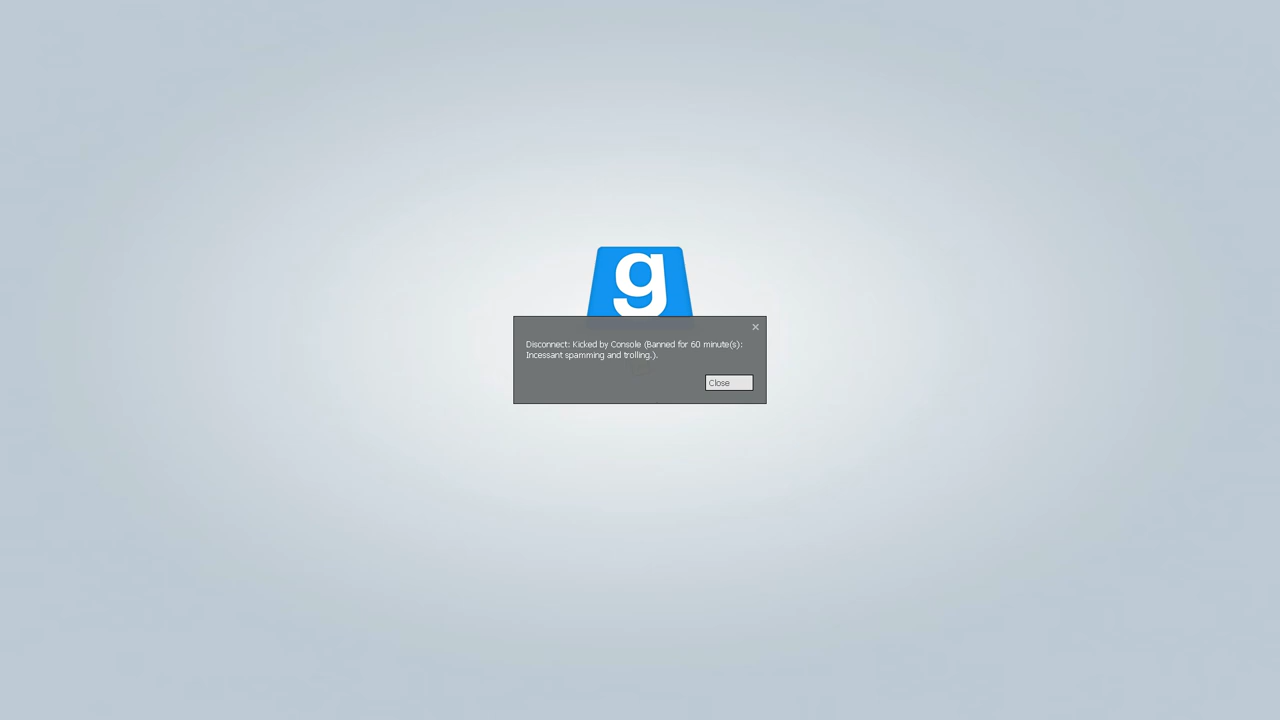 g
Disconnect: Kicked by Console (Banned for 60 minute(s):
Incessant spamming and trolling.).
Close